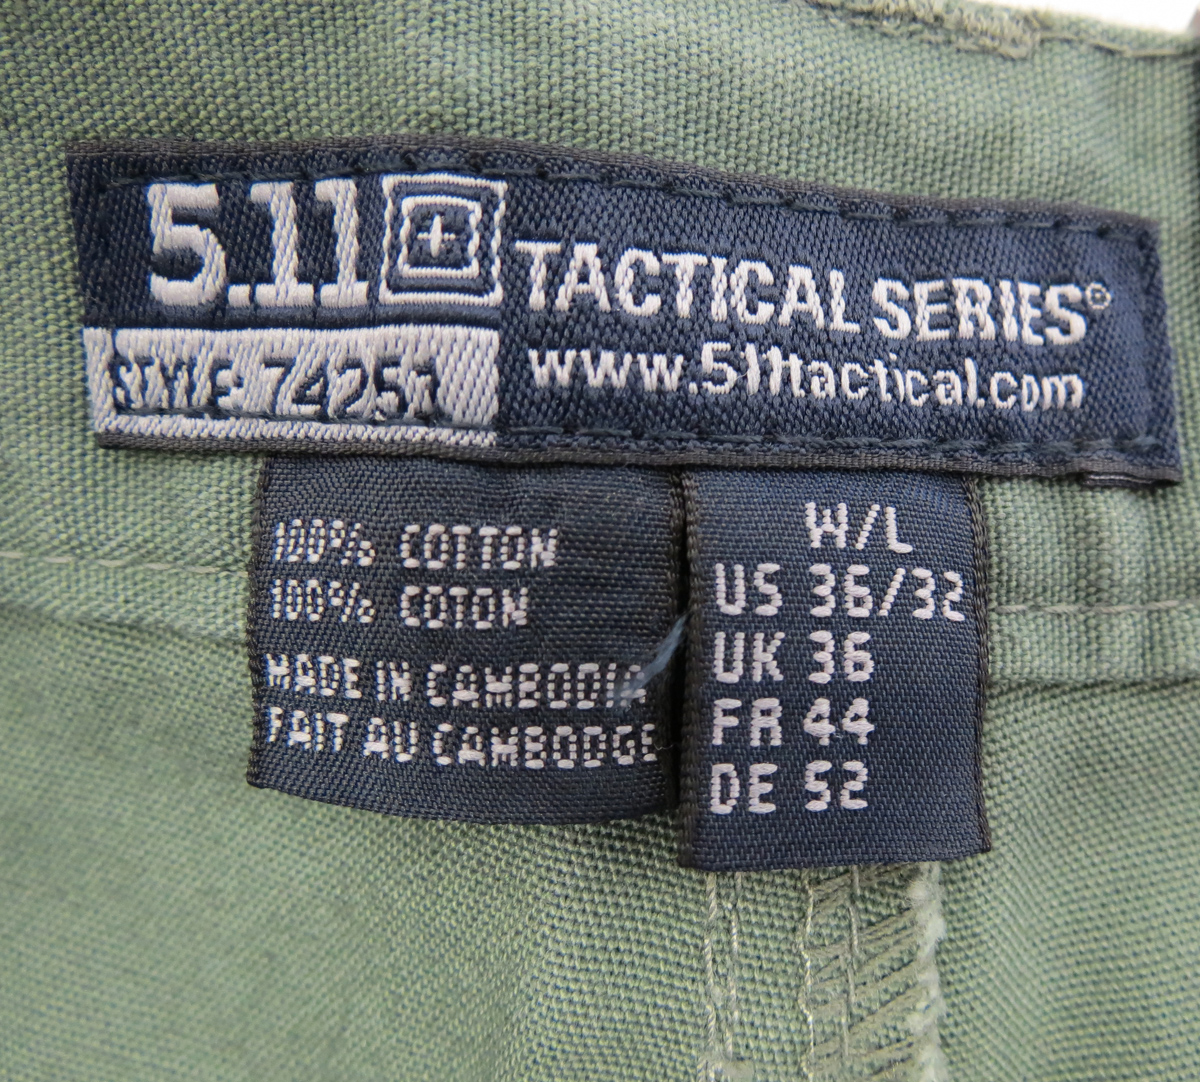 5.11
TACTICAL SERIES®
www.511tactical.com
STYLE 74251
100% COTTON
100% COTON
MADE IN CAMBODIA
FAIT AU CAMBODGE
W/L
US 36/32
UK 36
FR 44
DE 52